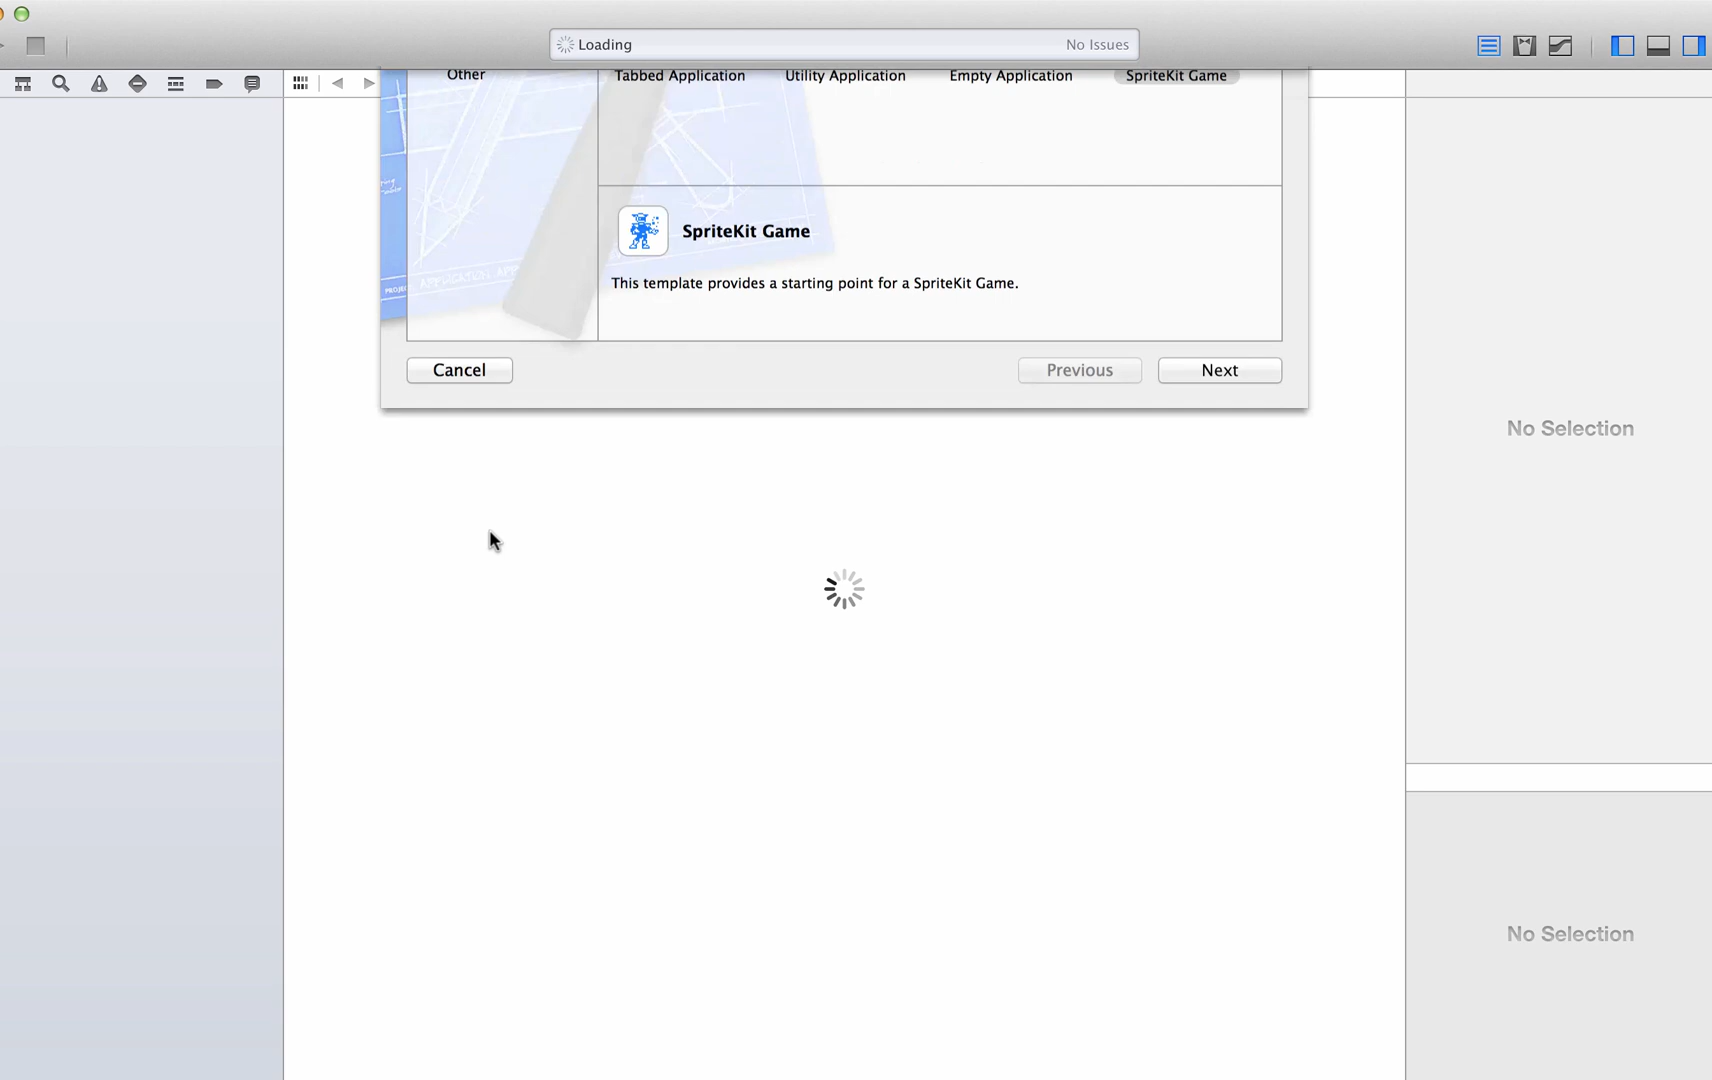 Loading No Issues
Other Tabbed Application Utility Application Empty Application SpriteKit Game
SpriteKit Game
This template provides a starting point for a SpriteKit Game.
Cancel Previous Next
No Selection
No Selection